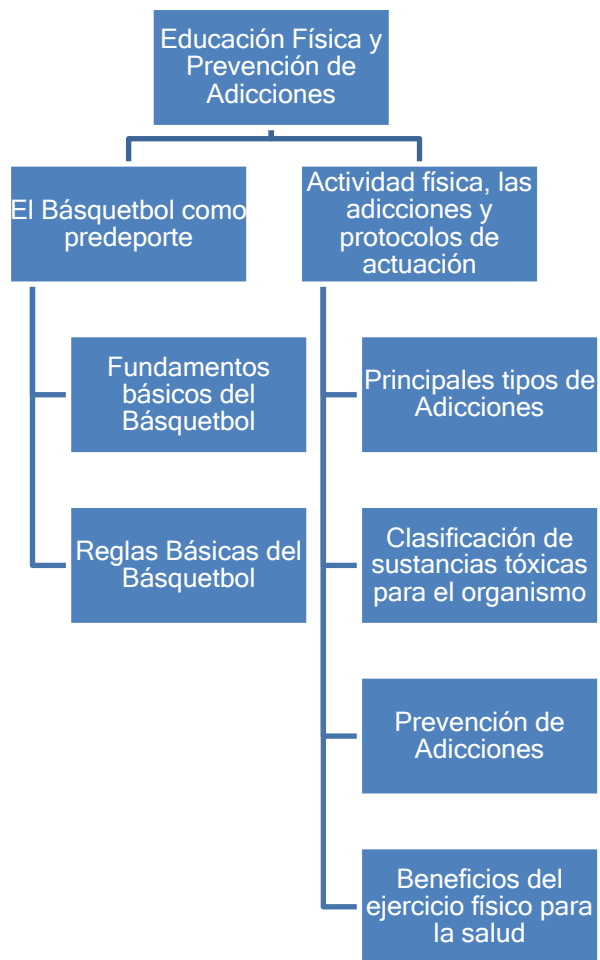 Educación Física y
Prevención de
Adicciones
El Básquetbol como
predeporte
Actividad física, las
adicciones y
protocolos de
actuación
Fundamentos
básicos del
Básquetbol
Reglas Básicas del
Básquetbol
Principales tipos de
Adicciones
Clasificación de
sustancias tóxicas
para el organismo
Prevención de
Adicciones
Beneficios del
ejercicio físico para
la salud